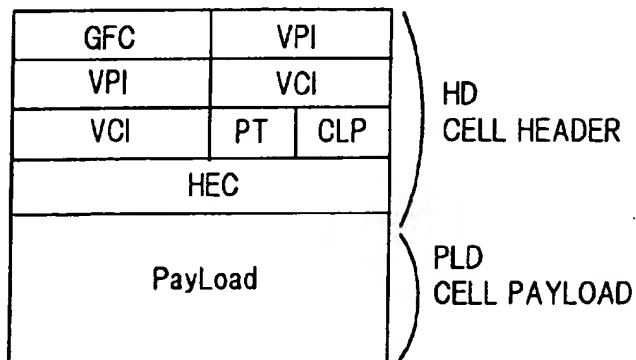 GFC VPI
VPI VCI
VCI PT CLP
HEC
HD
CELL HEADER
PayLoad
PLD
CELL PAYLOAD